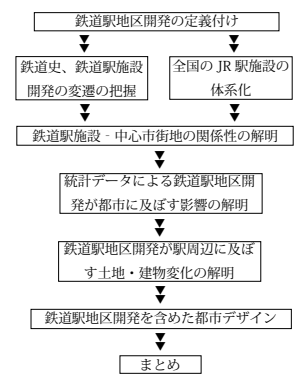 鉄道駅地区開発の定義付け
鉄道史、鉄道駅施設
開発の変遷の把握
全国の JR 駅施設の
体系化
鉄道駅施設‐中心市街地の関係性の解明
統計データによる鉄道駅地区開
発が都市に及ぼす影響の解明
鉄道駅地区開発が駅周辺に及ぼ
す土地・建物変化の解明
鉄道駅地区開発を含めた都市デザイン
まとめ